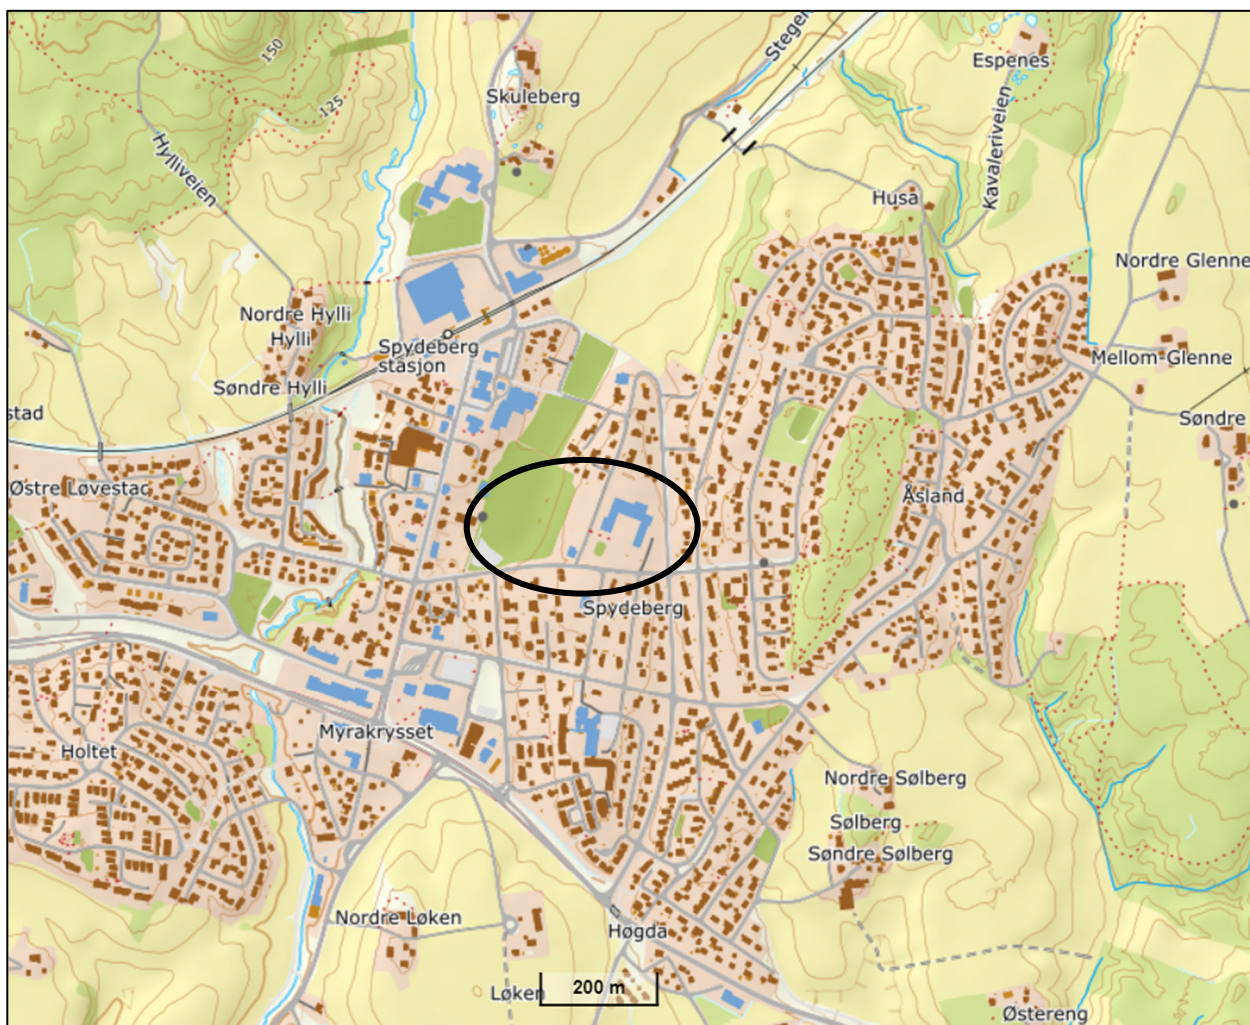 Stegen
Espenes
150
Skuleberg
125
Hylliveien
Kavaleriveien
Husa
Nordre Glenne
Nordre Hylli
Hylli
Spydeberg
stasjon
Mellom-Glenne
Søndre Hylli
stad
Søndre
Østre Løvestad
Åsland
Spydeberg
Myrakrysset
Holtet
Nordre Sølberg
Sølberg
Søndre Sølberg
Nordre Løken
Høgda
200 m
Løken
Østereng